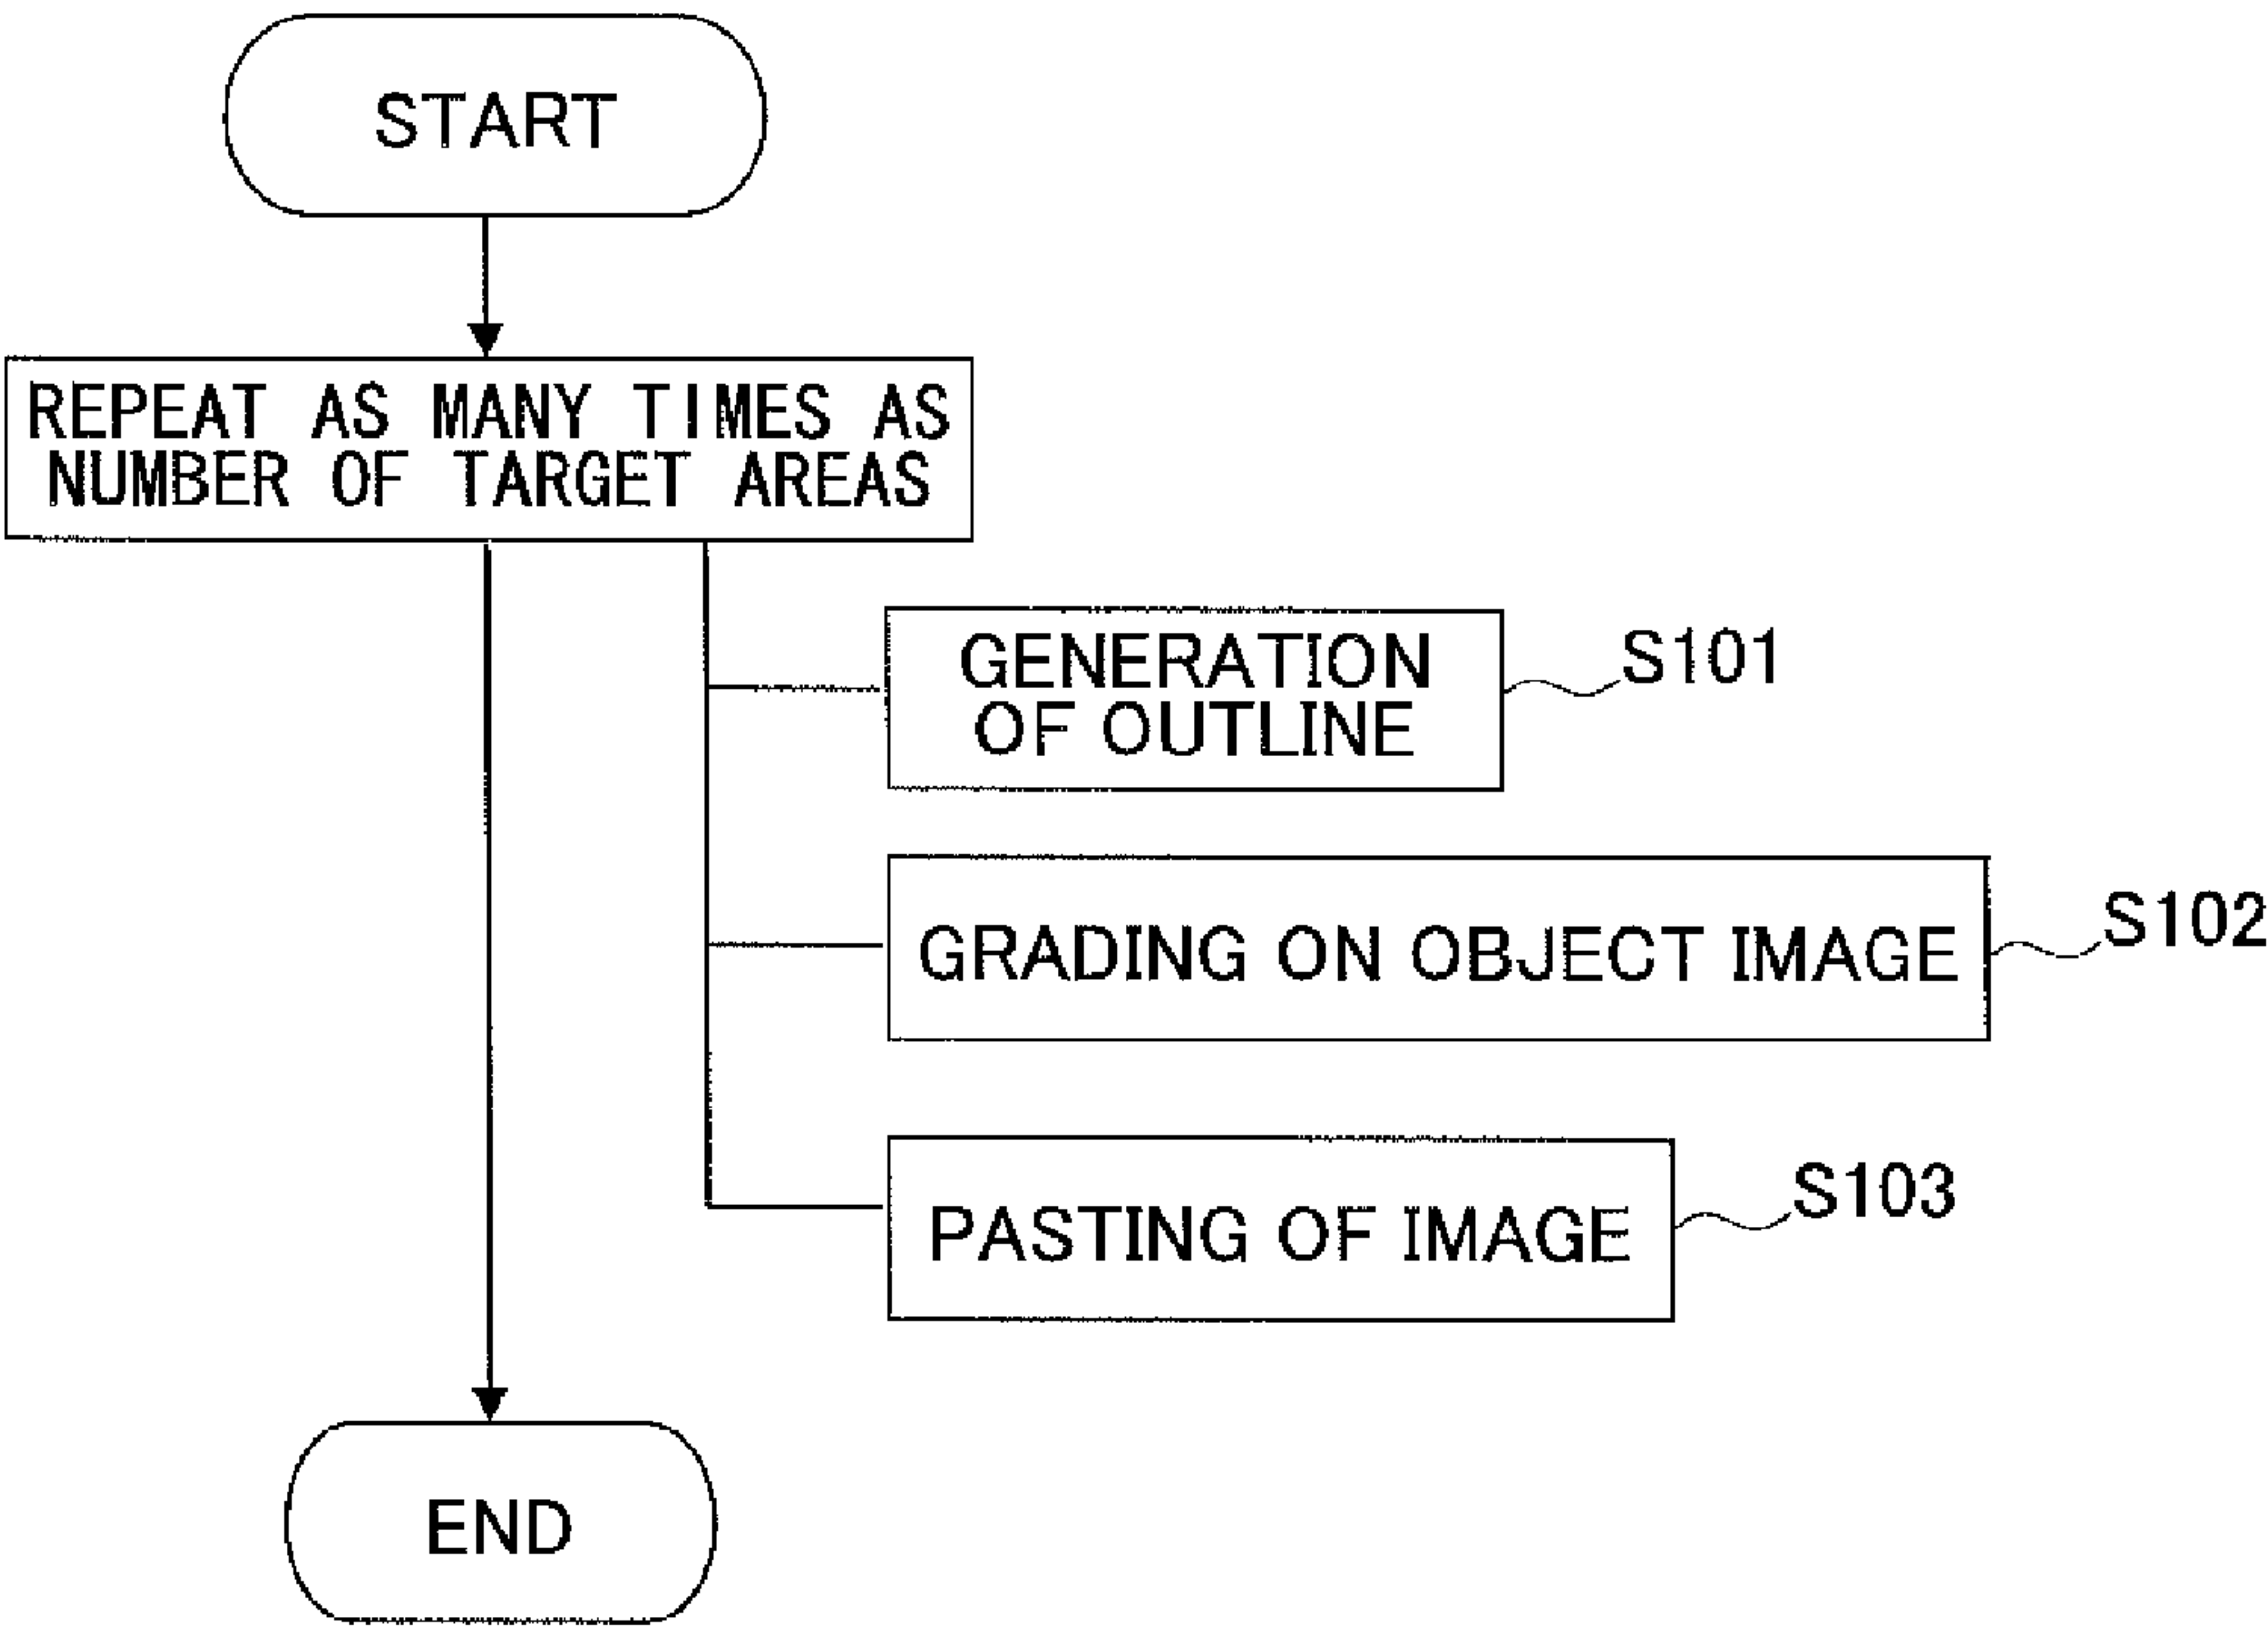 START
REPEAT AS MANY TIMES AS
NUMBER OF TARGET AREAS
GENERATION
OF OUTLINE
S101
GRADING ON OBJECT IMAGE
S102
PASTING OF IMAGE
S103
END